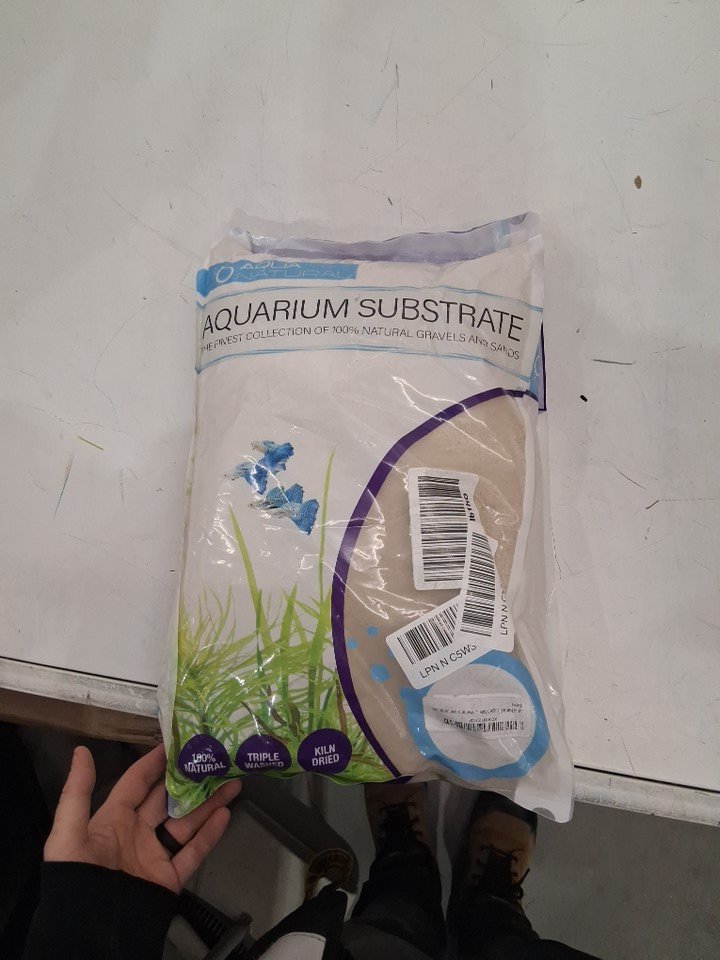 AQUA
NATURAL
AQUARIUM SUBSTRATE
THE FINEST COLLECTION OF 100% NATURAL GRAVELS AND SANDS
LPN N
LPN N C5W3
100%
NATURAL
TRIPLE
WASHED
KILN
DRIED